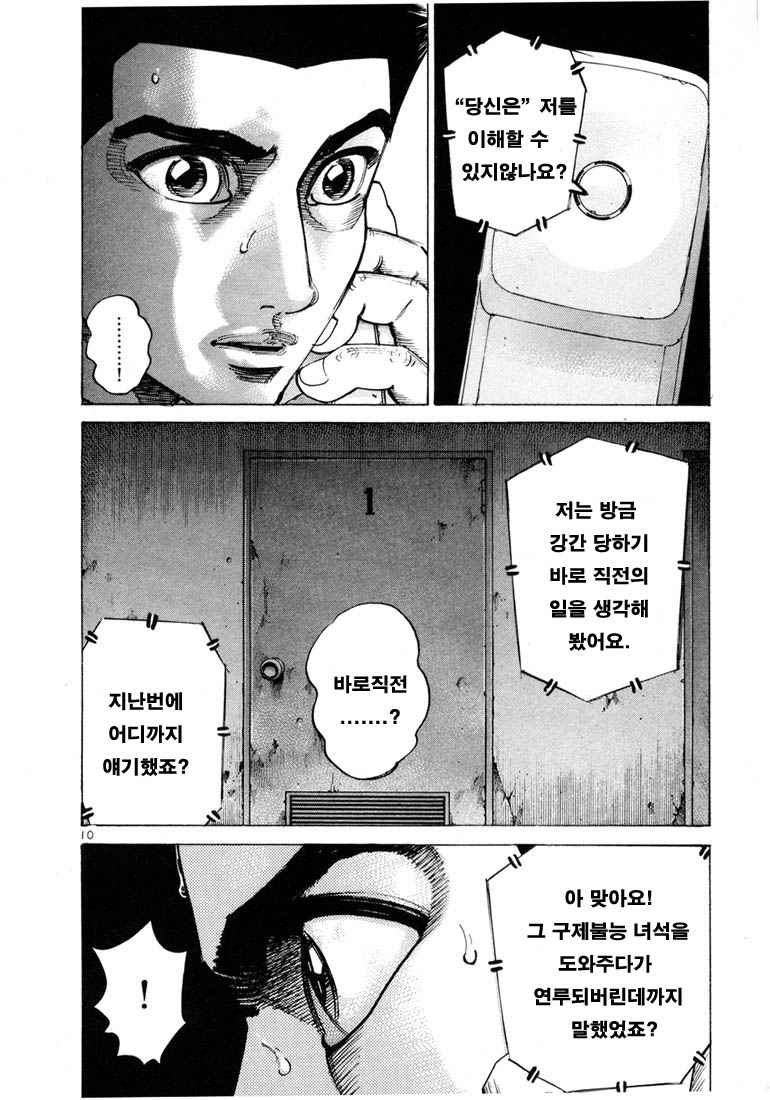 “당신은” 저를
이해할 수
있지않나요?
………!
저는 방금
강간 당하기
바로 직전의
일을 생각해
봤어요.
1
바로직전
.......?
지난번에
어디까지
얘기했죠?
10
아 맞아요!
그 구제불능 녀석을
도와주다가
연루되버린데까지
말했었죠?
!